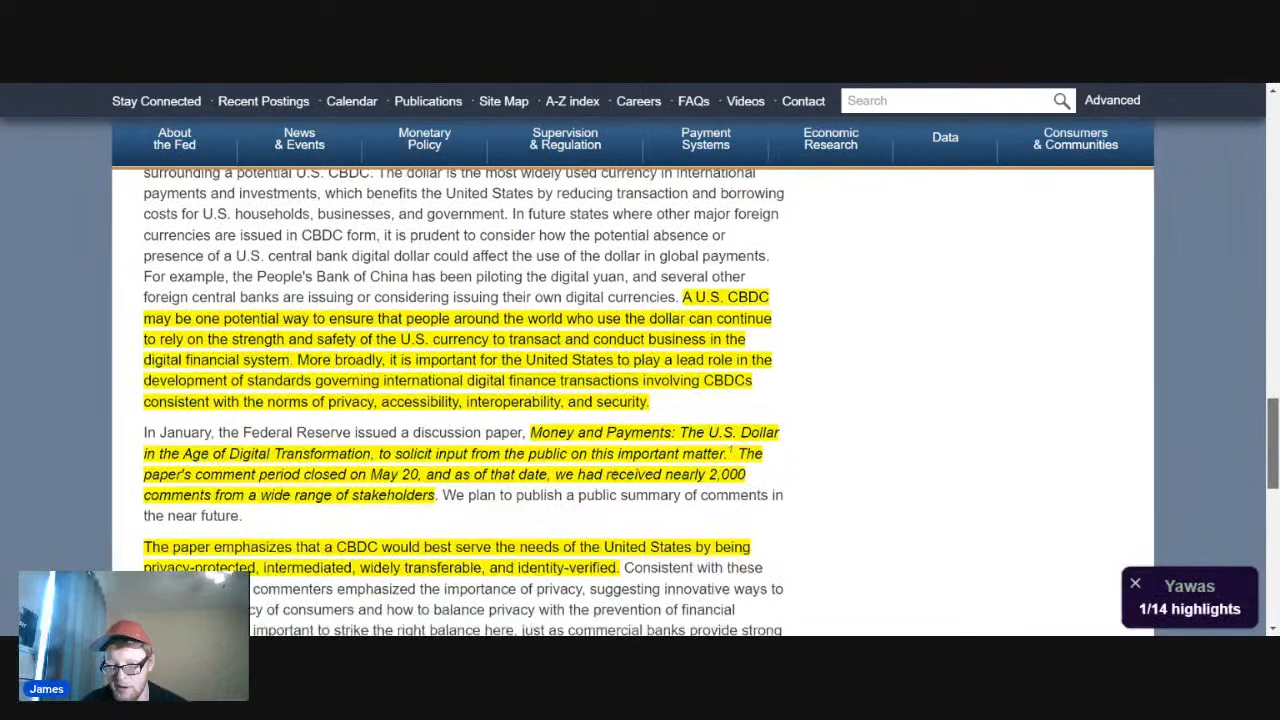 Stay Connected · Recent Postings · Calendar · Publications · Site Map · A-Z index · Careers · FAQs · Videos · Contact Search Advanced
About the Fed
News & Events
Monetary Policy
Supervision & Regulation
Payment Systems
Economic Research
Data
Consumers & Communities
surrounding a potential U.S. CBDC. The dollar is the most widely used currency in international
payments and investments, which benefits the United States by reducing transaction and borrowing
costs for U.S. households, businesses, and government. In future states where other major foreign
currencies are issued in CBDC form, it is prudent to consider how the potential absence or
presence of a U.S. central bank digital dollar could affect the use of the dollar in global payments.
For example, the People's Bank of China has been piloting the digital yuan, and several other
foreign central banks are issuing or considering issuing their own digital currencies. A U.S. CBDC
may be one potential way to ensure that people around the world who use the dollar can continue
to rely on the strength and safety of the U.S. currency to transact and conduct business in the
digital financial system. More broadly, it is important for the United States to play a lead role in the
development of standards governing international digital finance transactions involving CBDCs
consistent with the norms of privacy, accessibility, interoperability, and security.
In January, the Federal Reserve issued a discussion paper, Money and Payments: The U.S. Dollar
in the Age of Digital Transformation, to solicit input from the public on this important matter.1 The
paper's comment period closed on May 20, and as of that date, we had received nearly 2,000
comments from a wide range of stakeholders. We plan to publish a public summary of comments in
the near future.
The paper emphasizes that a CBDC would best serve the needs of the United States by being
privacy-protected, intermediated, widely transferable, and identity-verified. Consistent with these
commenters emphasized the importance of privacy, suggesting innovative ways to
cy of consumers and how to balance privacy with the prevention of financial
important to strike the right balance here, just as commercial banks provide strong
Yawas
1/14 highlights
James